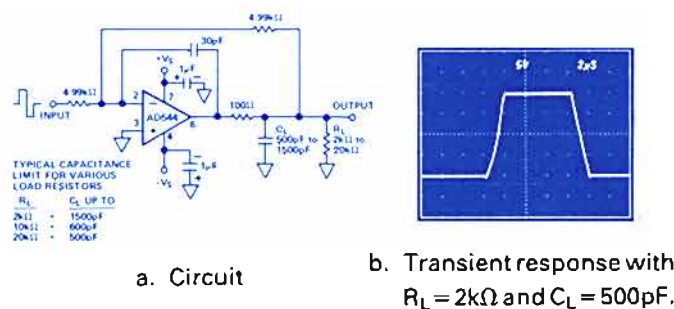 4.99kΩ
30pF
+VS
1µF
4.99kΩ
INPUT
2
7
3
AD544
6
4
100Ω
OUTPUT
CL
500pF to
1500pF
RL
2kΩ to
20kΩ
1µF
-VS
TYPICAL CAPACITANCE
LIMIT FOR VARIOUS
LOAD RESISTORS
RL CL UP TO
2kΩ 1500pF
10kΩ 600pF
20kΩ 500pF
5V 2µS
a. Circuit
b. Transient response with
RL = 2kΩ and CL = 500pF.